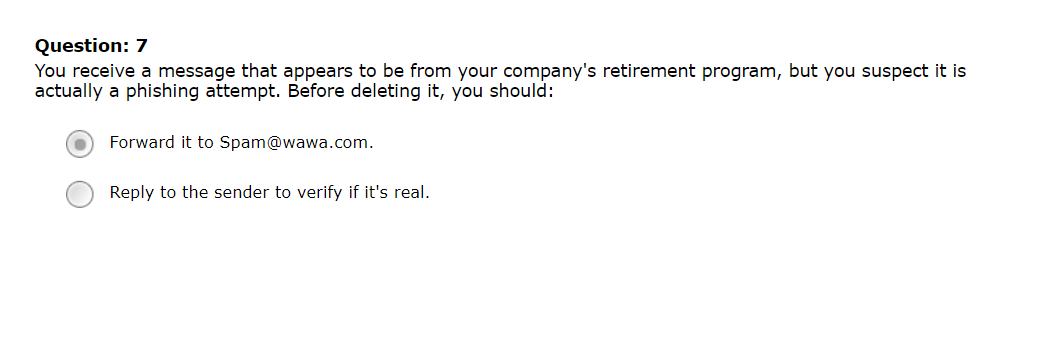 Question: 7
You receive a message that appears to be from your company's retirement program, but you suspect it is
actually a phishing attempt. Before deleting it, you should:
Forward it to Spam@wawa.com.
Reply to the sender to verify if it's real.